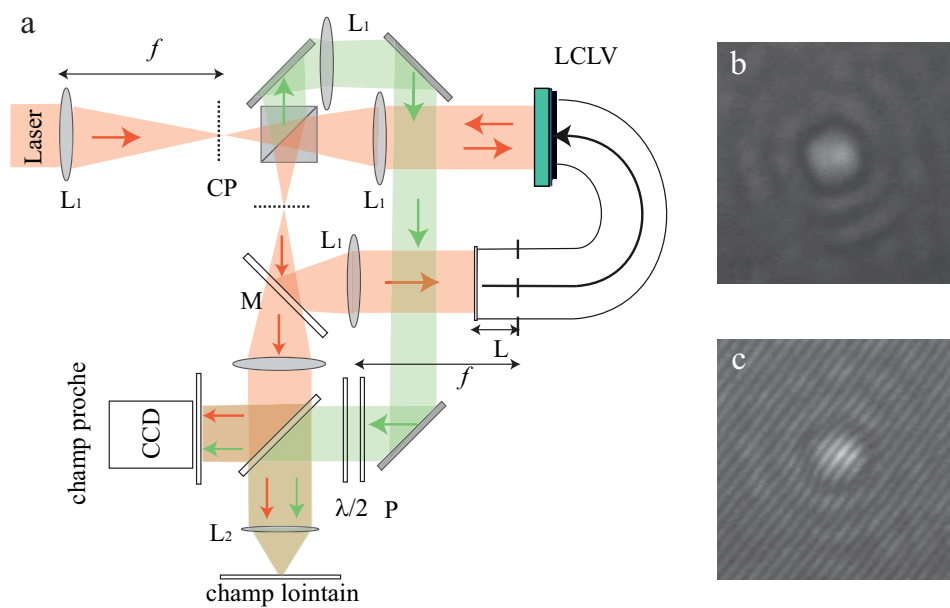 a
f
L1
LCLV
b
Laser
L1
CP
L1
L1
M
L
f
c
champ proche
CCD
λ/2
P
L2
champ lointain